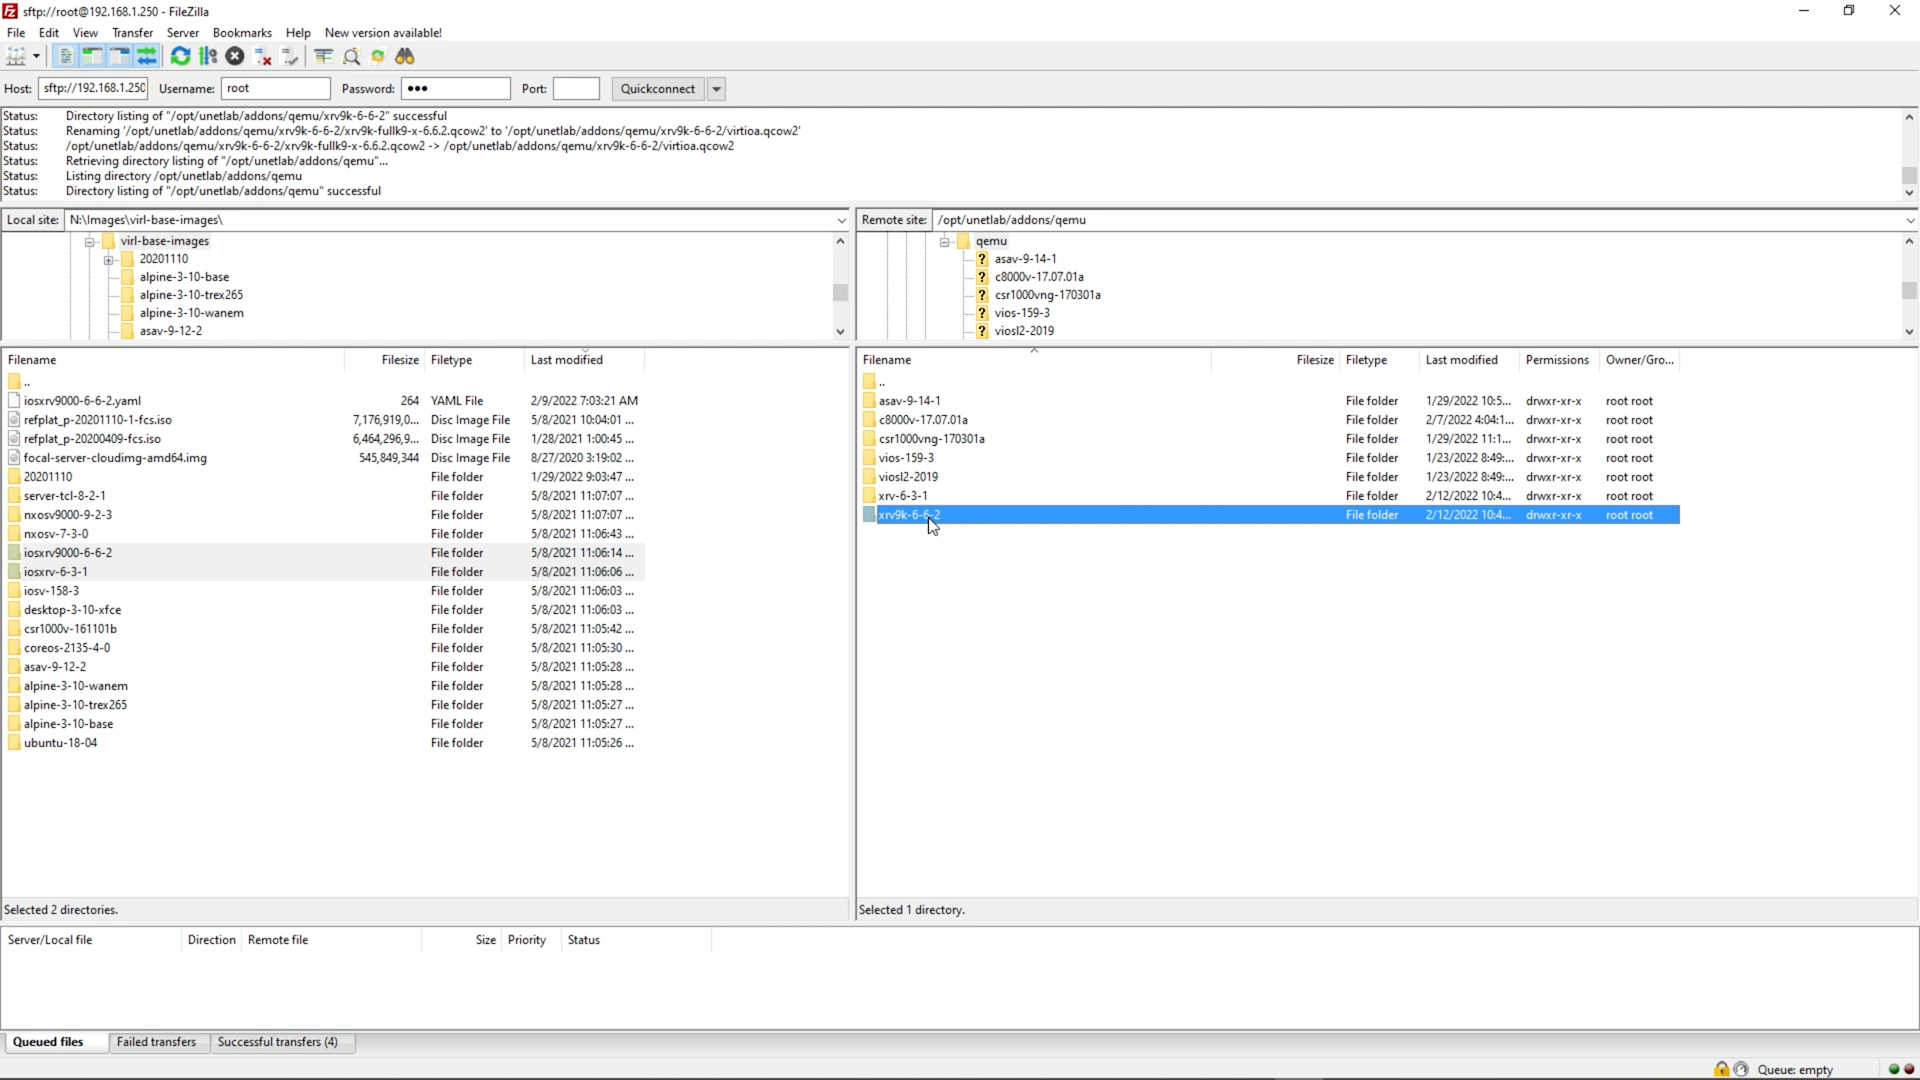 sftp://root@192.168.1.250 - FileZilla
File Edit View Transfer Server Bookmarks Help New version available!
Host: sftp://192.168.1.250 Username: root Password: ●●● Port: Quickconnect
Status: Directory listing of "/opt/unetlab/addons/qemu/xrv9k-6-6-2" successful
Status: Renaming '/opt/unetlab/addons/qemu/xrv9k-6-6-2/xrv9k-fullk9-x-6.6.2.qcow2' to '/opt/unetlab/addons/qemu/xrv9k-6-6-2/virtioa.qcow2'
Status: /opt/unetlab/addons/qemu/xrv9k-6-6-2/xrv9k-fullk9-x-6.6.2.qcow2 -> /opt/unetlab/addons/qemu/xrv9k-6-6-2/virtioa.qcow2
Status: Retrieving directory listing of "/opt/unetlab/addons/qemu"...
Status: Listing directory /opt/unetlab/addons/qemu
Status: Directory listing of "/opt/unetlab/addons/qemu" successful
Local site: N:\Images\virl-base-images\
virl-base-images
20201110
alpine-3-10-base
alpine-3-10-trex265
alpine-3-10-wanem
asav-9-12-2
Filename Filesize Filetype Last modified
..
iosxrv9000-6-6-2.yaml 264 YAML File 2/9/2022 7:03:21 AM
refplat_p-20201110-1-fcs.iso 7,176,919,0... Disc Image File 5/8/2021 10:04:01 ...
refplat_p-20200409-fcs.iso 6,464,296,9... Disc Image File 1/28/2021 1:00:45 ...
focal-server-cloudimg-amd64.img 545,849,344 Disc Image File 8/27/2020 3:19:02 ...
20201110 File folder 1/29/2022 9:03:47 ...
server-tcl-8-2-1 File folder 5/8/2021 11:07:07 ...
nxosv9000-9-2-3 File folder 5/8/2021 11:07:07 ...
nxosv-7-3-0 File folder 5/8/2021 11:06:43 ...
iosxrv9000-6-6-2 File folder 5/8/2021 11:06:14 ...
iosxrv-6-3-1 File folder 5/8/2021 11:06:06 ...
iosv-158-3 File folder 5/8/2021 11:06:03 ...
desktop-3-10-xfce File folder 5/8/2021 11:06:03 ...
csr1000v-161101b File folder 5/8/2021 11:05:42 ...
coreos-2135-4-0 File folder 5/8/2021 11:05:30 ...
asav-9-12-2 File folder 5/8/2021 11:05:28 ...
alpine-3-10-wanem File folder 5/8/2021 11:05:28 ...
alpine-3-10-trex265 File folder 5/8/2021 11:05:27 ...
alpine-3-10-base File folder 5/8/2021 11:05:27 ...
ubuntu-18-04 File folder 5/8/2021 11:05:26 ...
Selected 2 directories.
Remote site: /opt/unetlab/addons/qemu
qemu
? asav-9-14-1
? c8000v-17.07.01a
? csr1000vng-170301a
? vios-159-3
? viosl2-2019
Filename Filesize Filetype Last modified Permissions Owner/Gro...
..
asav-9-14-1 File folder 1/29/2022 10:5... drwxr-xr-x root root
c8000v-17.07.01a File folder 2/7/2022 4:04:1... drwxr-xr-x root root
csr1000vng-170301a File folder 1/29/2022 11:1... drwxr-xr-x root root
vios-159-3 File folder 1/23/2022 8:49:... drwxr-xr-x root root
viosl2-2019 File folder 1/23/2022 8:49:... drwxr-xr-x root root
xrv-6-3-1 File folder 2/12/2022 10:4... drwxr-xr-x root root
xrv9k-6-6-2 File folder 2/12/2022 10:4... drwxr-xr-x root root
Selected 1 directory.
Server/Local file Direction Remote file Size Priority Status
Queued files Failed transfers Successful transfers (4)
Queue: empty